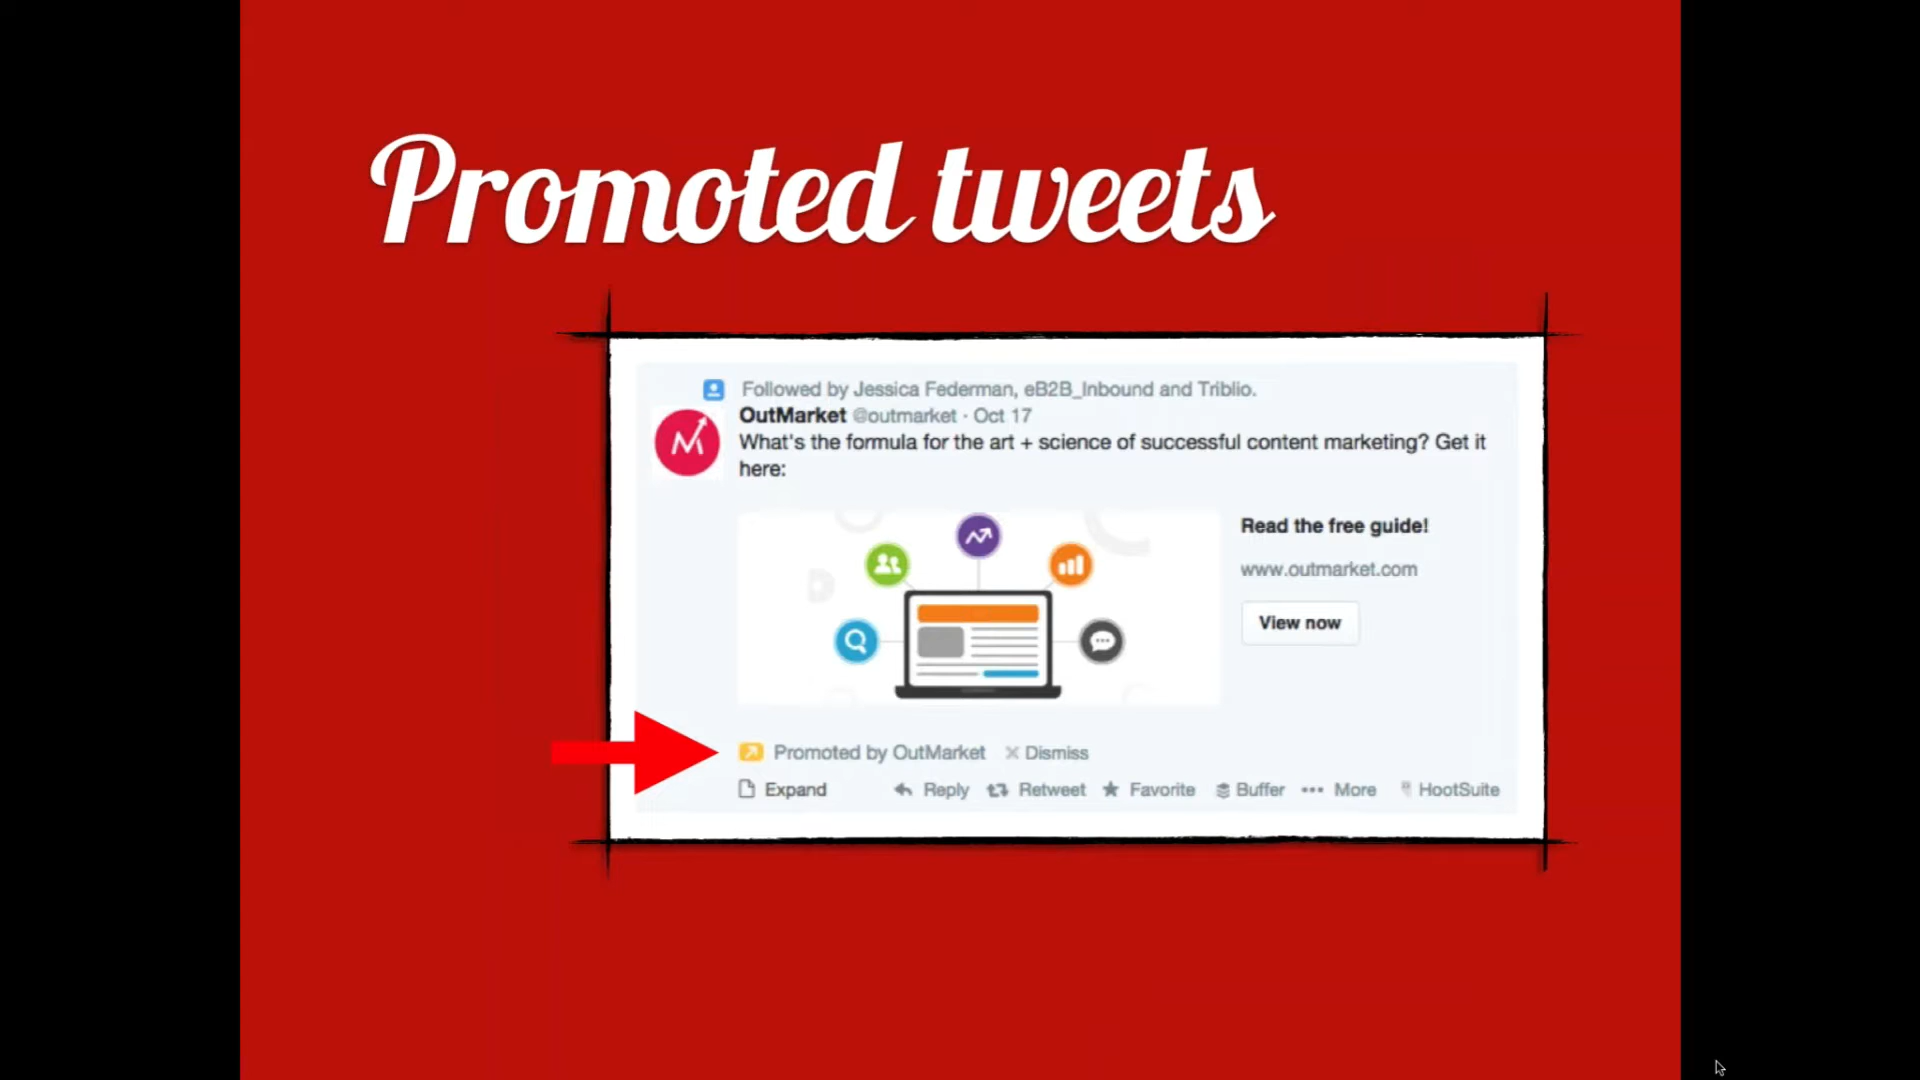 Promoted tweets
Followed by Jessica Federman, eB2B_Inbound and Triblio.
OutMarket @outmarket · Oct 17
What's the formula for the art + science of successful content marketing? Get it
here:
Read the free guide!
www.outmarket.com
View now
Promoted by OutMarket Dismiss
Expand Reply Retweet Favorite Buffer More HootSuite